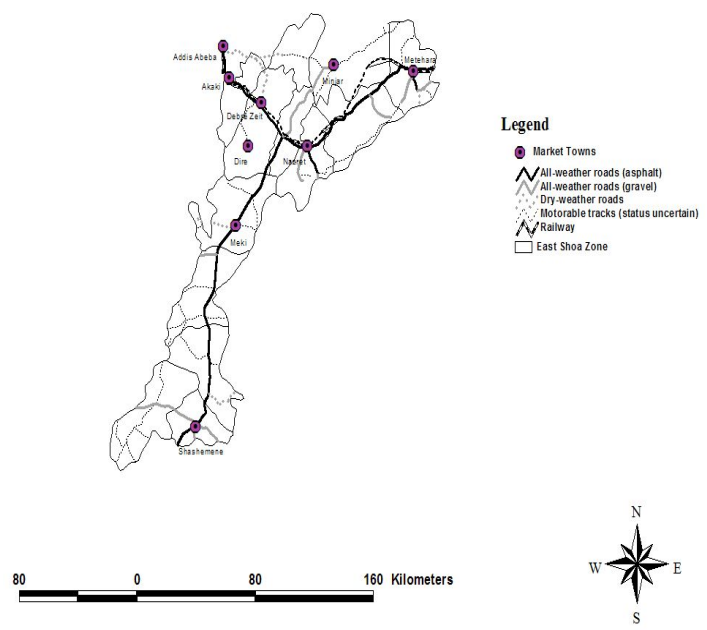 Addis Abeba
Akaki
Debre Zeit
Dire
Minjar
Metehara
Nazret
Meki
Shashemene
Legend
Market Towns
All-weather roads (asphalt)
All-weather roads (gravel)
Dry-weather roads
Motorable tracks (status uncertain)
Railway
East Shoa Zone
80 0 80 160 Kilometers
N
W E
S